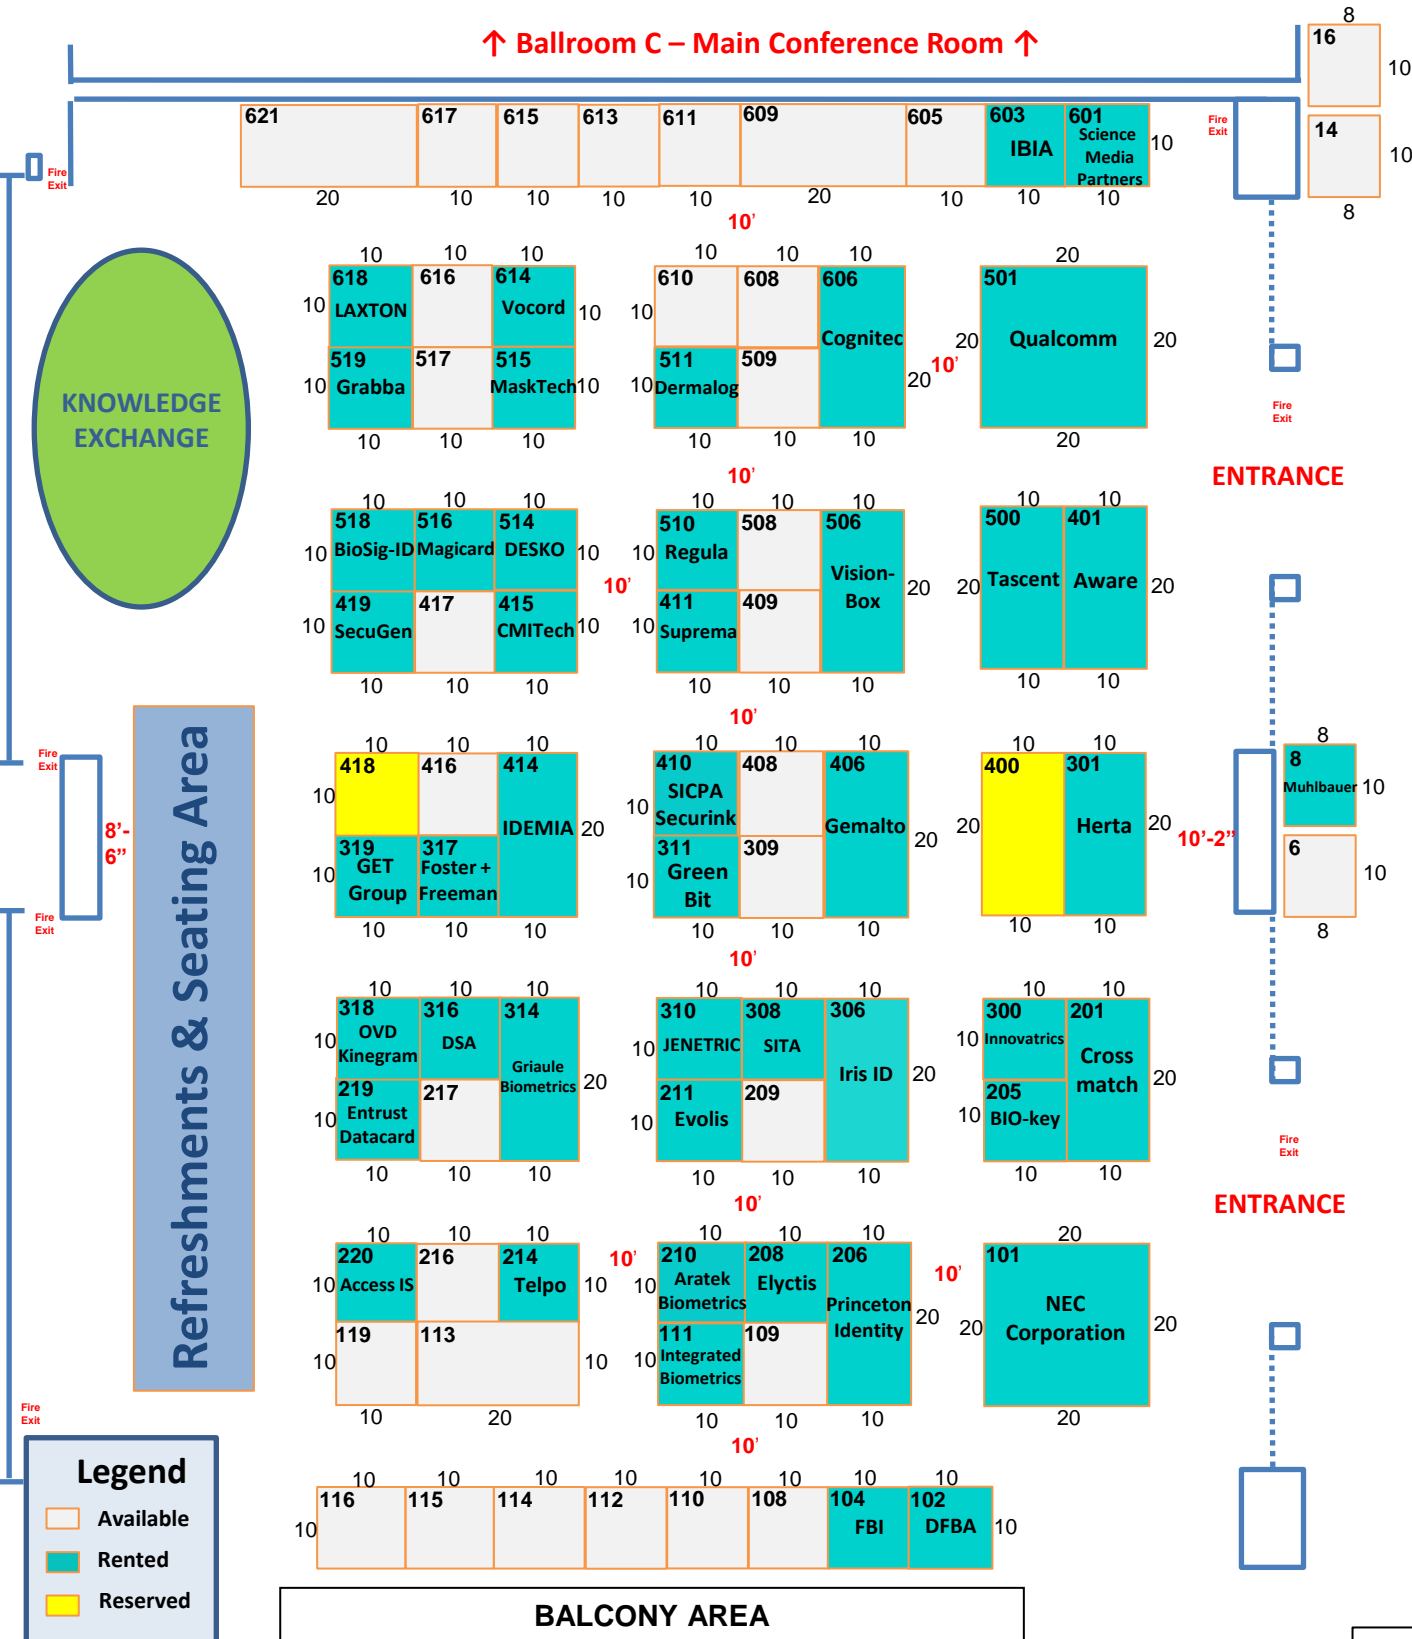 ↑ Ballroom C – Main Conference Room ↑
8
16
10
14
10
8
Fire
Exit
Fire
Exit
621
617
615
613
611
609
605
603
IBIA
601
Science
Media
Partners
10
20
10
10
10
10
20
10
10
10
10'
10
10
10
10
10
10
20
618
LAXTON
616
614
Vocord
610
608
606
Cognitec
501
Qualcomm
10
10
10
20
20
20
10'
519
Grabba
517
515
MaskTech
511
Dermalog
509
10
10
10
10
10
10
10
10
10
20
KNOWLEDGE
EXCHANGE
Fire
Exit
ENTRANCE
10'
10
10
10
10
10
10
10
10
518
BioSig-ID
516
Magicard
514
DESKO
510
Regula
508
506
Vision-
Box
500
Tascent
401
Aware
10
10
10
10'
20
20
20
419
SecuGen
417
415
CMITech
411
Suprema
409
10
10
10
10
10
10
10
10
10
10
10
10'
10
10
10
10
10
10
10
10
418
416
414
IDEMIA
410
SICPA
Securink
408
406
Gemalto
400
301
Herta
10
20
10
20
20
20
10'-2”
319
GET
Group
317
Foster +
Freeman
311
Green
Bit
309
10
10
10
10
10
10
10
10
10
10
10'
8
8
Muhlbauer
10
6
10
8
Fire
Exit
8'-
6”
Fire
Exit
Refreshments & Seating Area
10
10
10
10
10
10
10
10
318
OVD
Kinegram
316
DSA
314
Griaule
Biometrics
310
JENETRIC
308
SITA
306
Iris ID
300
Innovatrics
201
Cross
match
10
20
10
20
10
20
219
Entrust
Datacard
217
211
Evolis
209
205
BIO-key
10
10
10
10
10
10
10
10
10
10
10
10'
Fire
Exit
ENTRANCE
10
10
10
10
10
10
20
220
Access IS
216
214
Telpo
210
Aratek
Biometrics
208
Elyctis
206
Princeton
Identity
101
NEC
Corporation
10
10
10'
10
20
10'
20
20
119
113
111
Integrated
Biometrics
109
10
10
10
10
20
10
10
10
20
10'
10
10
10
10
10
10
10
10
116
115
114
112
110
108
104
FBI
102
DFBA
10
10
Fire
Exit
Legend
Available
Rented
Reserved
BALCONY AREA